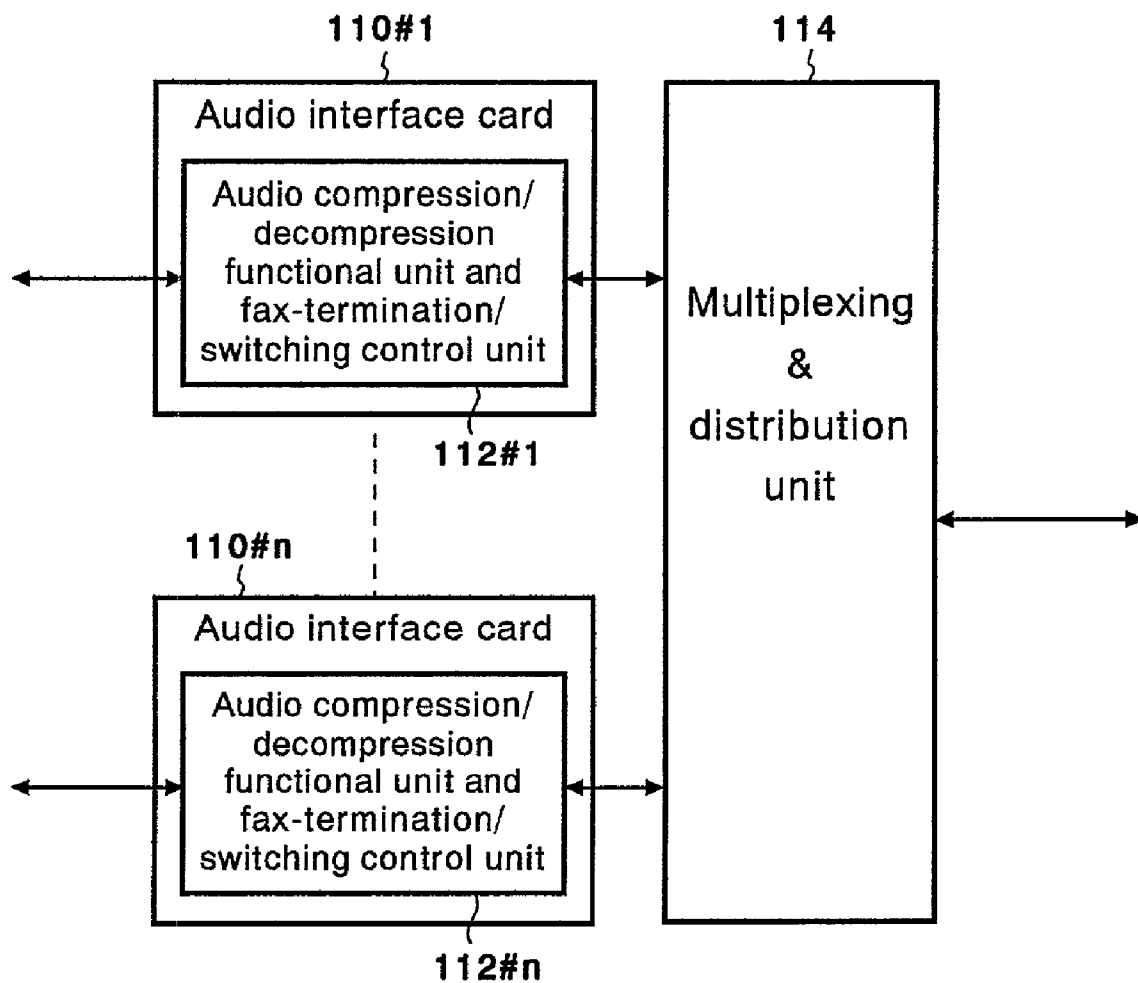 110#1
114
Audio interface card
Audio compression/
decompression
functional unit and
fax-termination/
switching control unit
112#1
Multiplexing
&
distribution
unit
110#n
Audio interface card
Audio compression/
decompression
functional unit and
fax-termination/
switching control unit
112#n